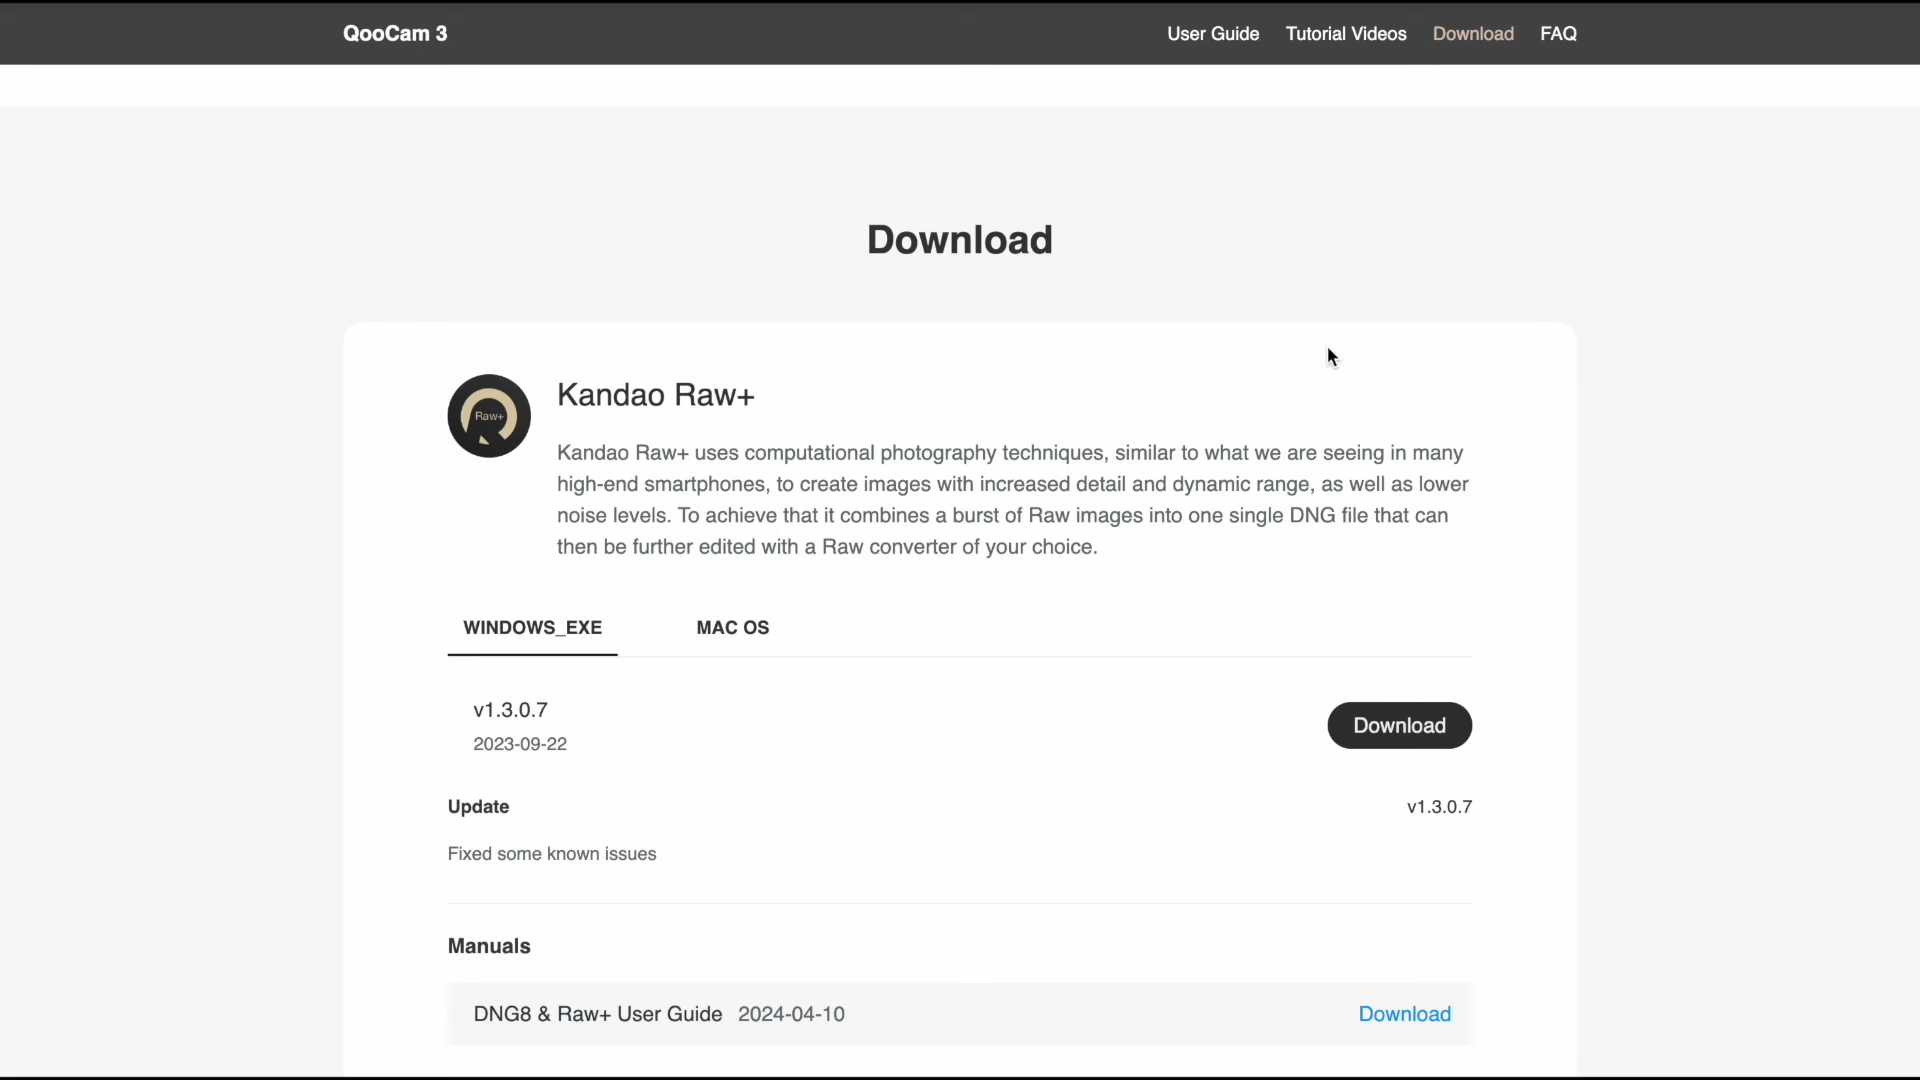 QooCam 3
User Guide
Tutorial Videos
Download
FAQ
Download
Raw+
Kandao Raw+
Kandao Raw+ uses computational photography techniques, similar to what we are seeing in many
high-end smartphones, to create images with increased detail and dynamic range, as well as lower
noise levels. To achieve that it combines a burst of Raw images into one single DNG file that can
then be further edited with a Raw converter of your choice.
WINDOWS_EXE
MAC OS
v1.3.0.7
2023-09-22
Download
Update
v1.3.0.7
Fixed some known issues
Manuals
DNG8 & Raw+ User Guide 2024-04-10
Download